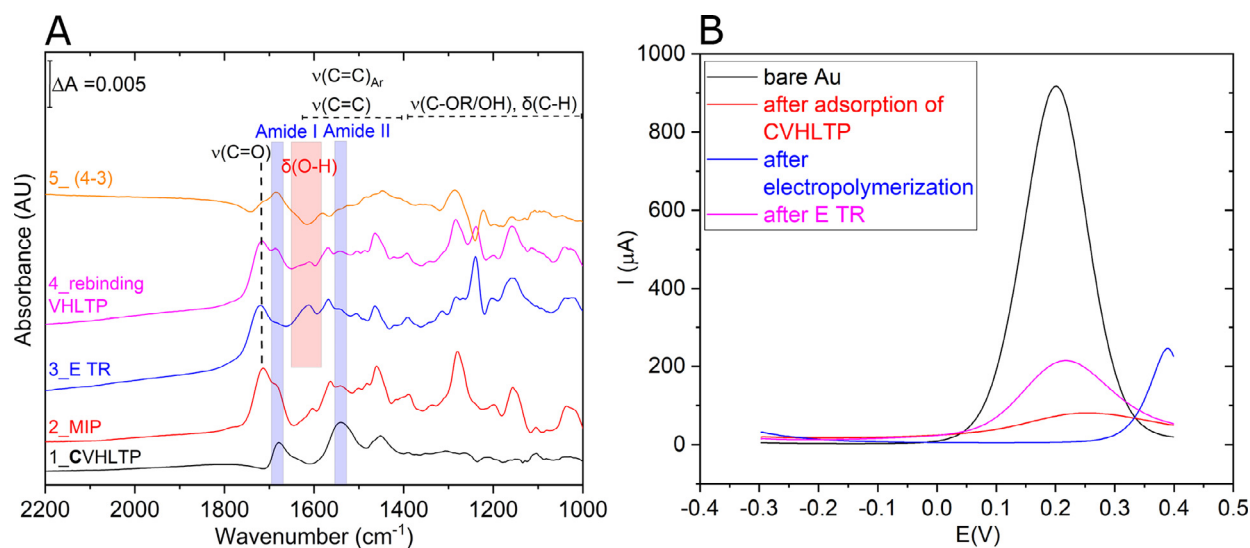 A
ΔA =0.005
ν(C=C)Ar
ν(C=C)
ν(C-OR/OH), δ(C-H)
Amide I
Amide II
ν(C=O)
δ(O-H)
5_ (4-3)
4_rebinding
VHLTP
3_E TR
2_MIP
1_CVHLTP
Absorbance (AU)
2200 2000 1800 1600 1400 1200 1000
Wavenumber (cm⁻¹)
B
bare Au
after adsorption of
CVHLTP
after
electropolymerization
after E TR
1000
800
600
400
200
0
I (μA)
-0.4 -0.3 -0.2 -0.1 0.0 0.1 0.2 0.3 0.4 0.5
E(V)